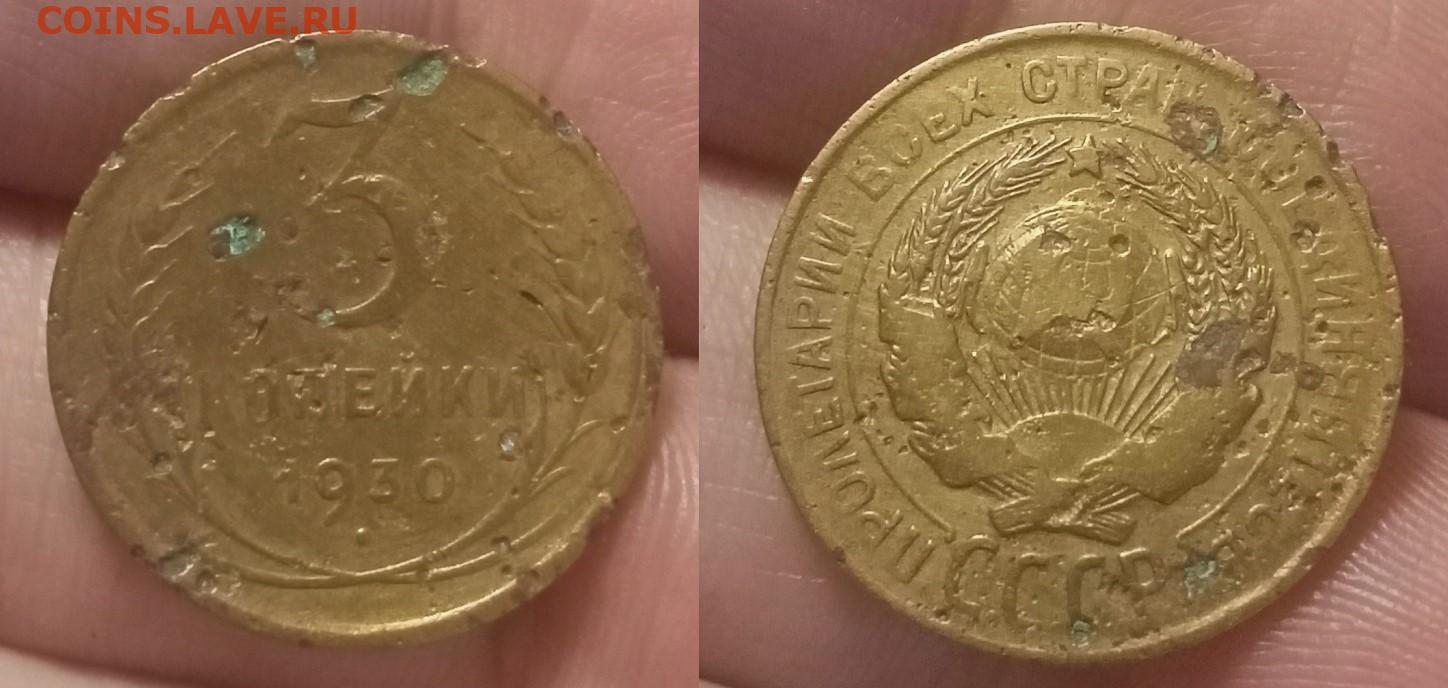 COINS.LAVE.RU
3
КОПЕЙКИ
1930
ПРОЛЕТАРИИ ВСЕХ СТРАН СОЕДИНЯЙТЕСЬ
СССР